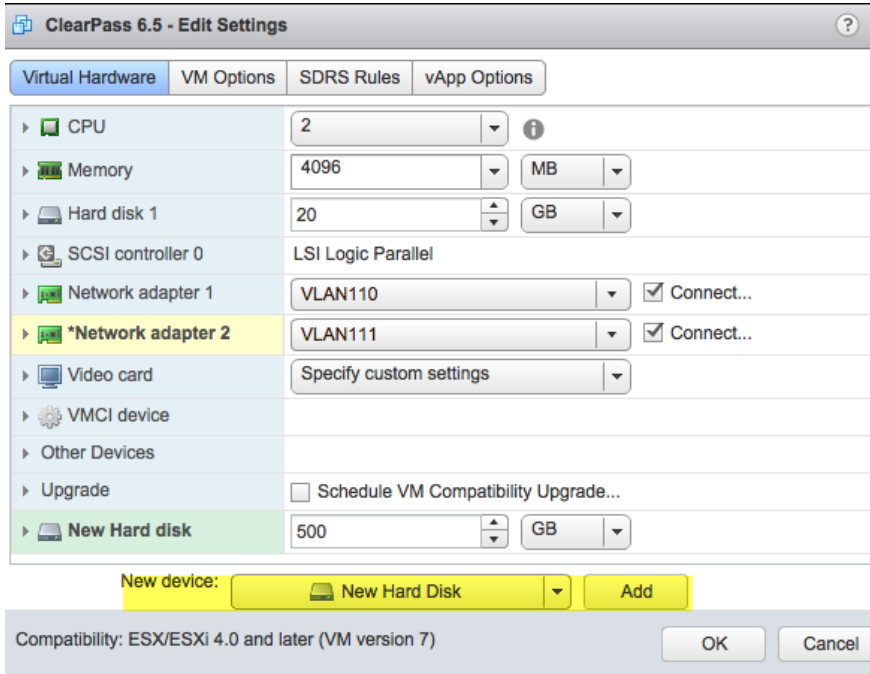 ClearPass 6.5 - Edit Settings ?
Virtual Hardware VM Options SDRS Rules vApp Options
CPU 2
Memory 4096 MB
Hard disk 1 20 GB
SCSI controller 0 LSI Logic Parallel
Network adapter 1 VLAN110 Connect...
*Network adapter 2 VLAN111 Connect...
Video card Specify custom settings
VMCI device
Other Devices
Upgrade Schedule VM Compatibility Upgrade...
New Hard disk 500 GB
New device: New Hard Disk Add
Compatibility: ESX/ESXi 4.0 and later (VM version 7) OK Cancel